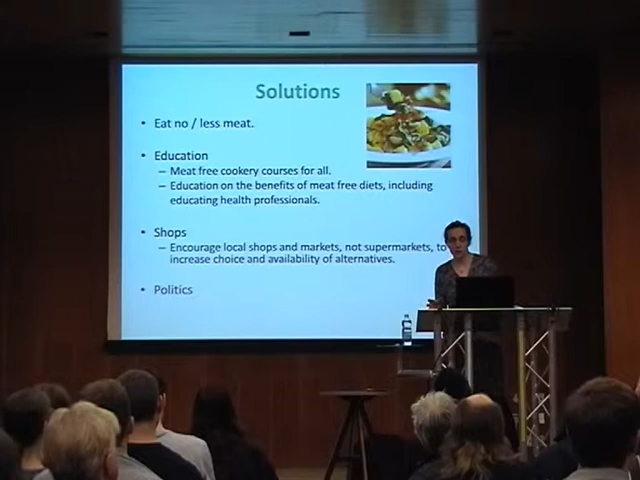 Solutions
• Eat no / less meat.
• Education
– Meat free cookery courses for all.
– Education on the benefits of meat free diets, including
educating health professionals.
• Shops
– Encourage local shops and markets, not supermarkets, to
increase choice and availability of alternatives.
• Politics